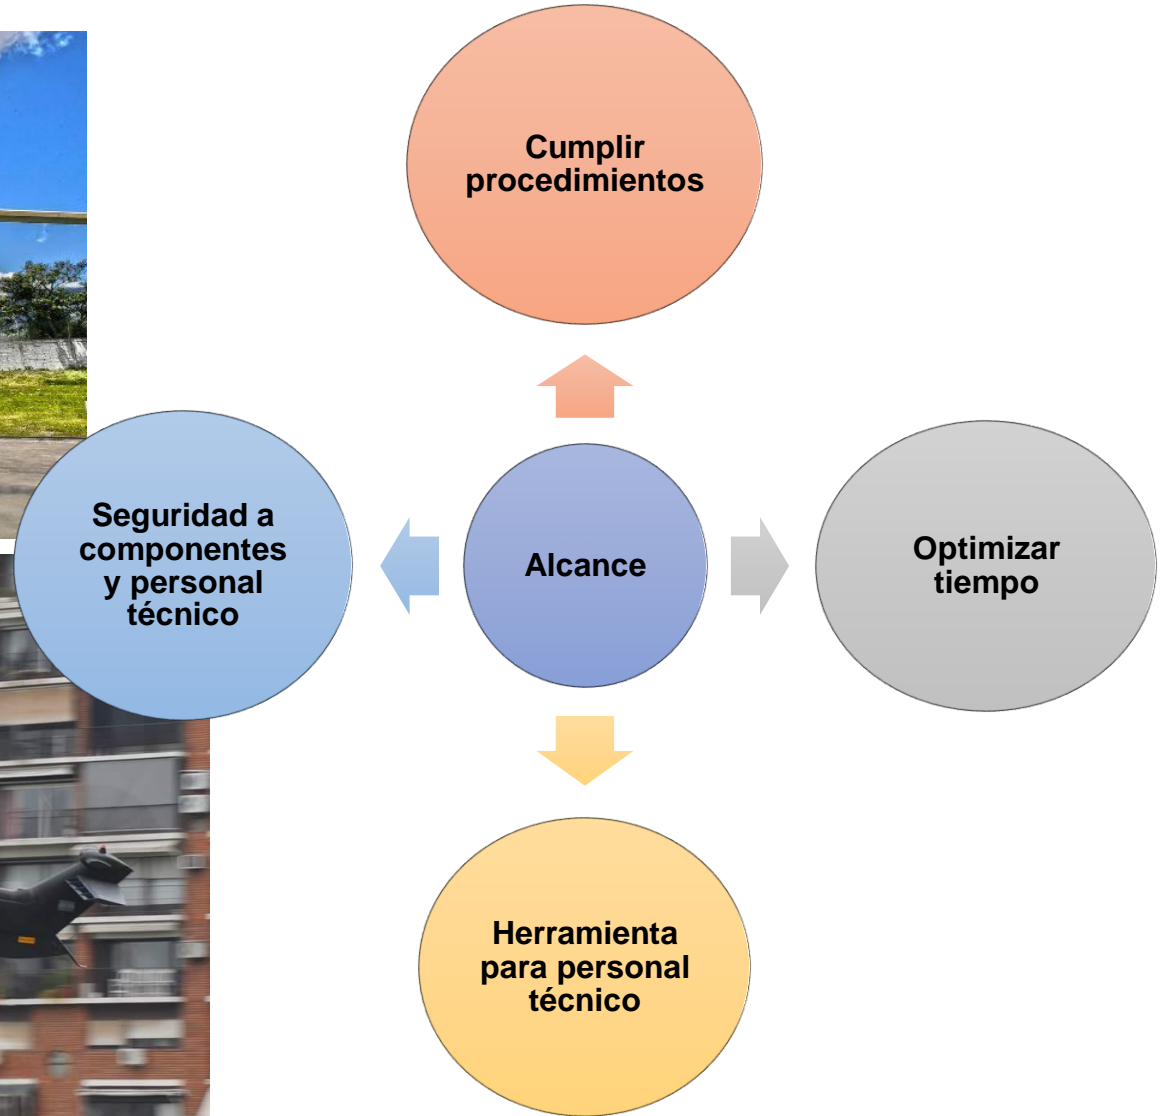 Cumplir
procedimientos
Seguridad a
componentes
y personal
técnico
Alcance
Optimizar
tiempo
Herramienta
para personal
técnico